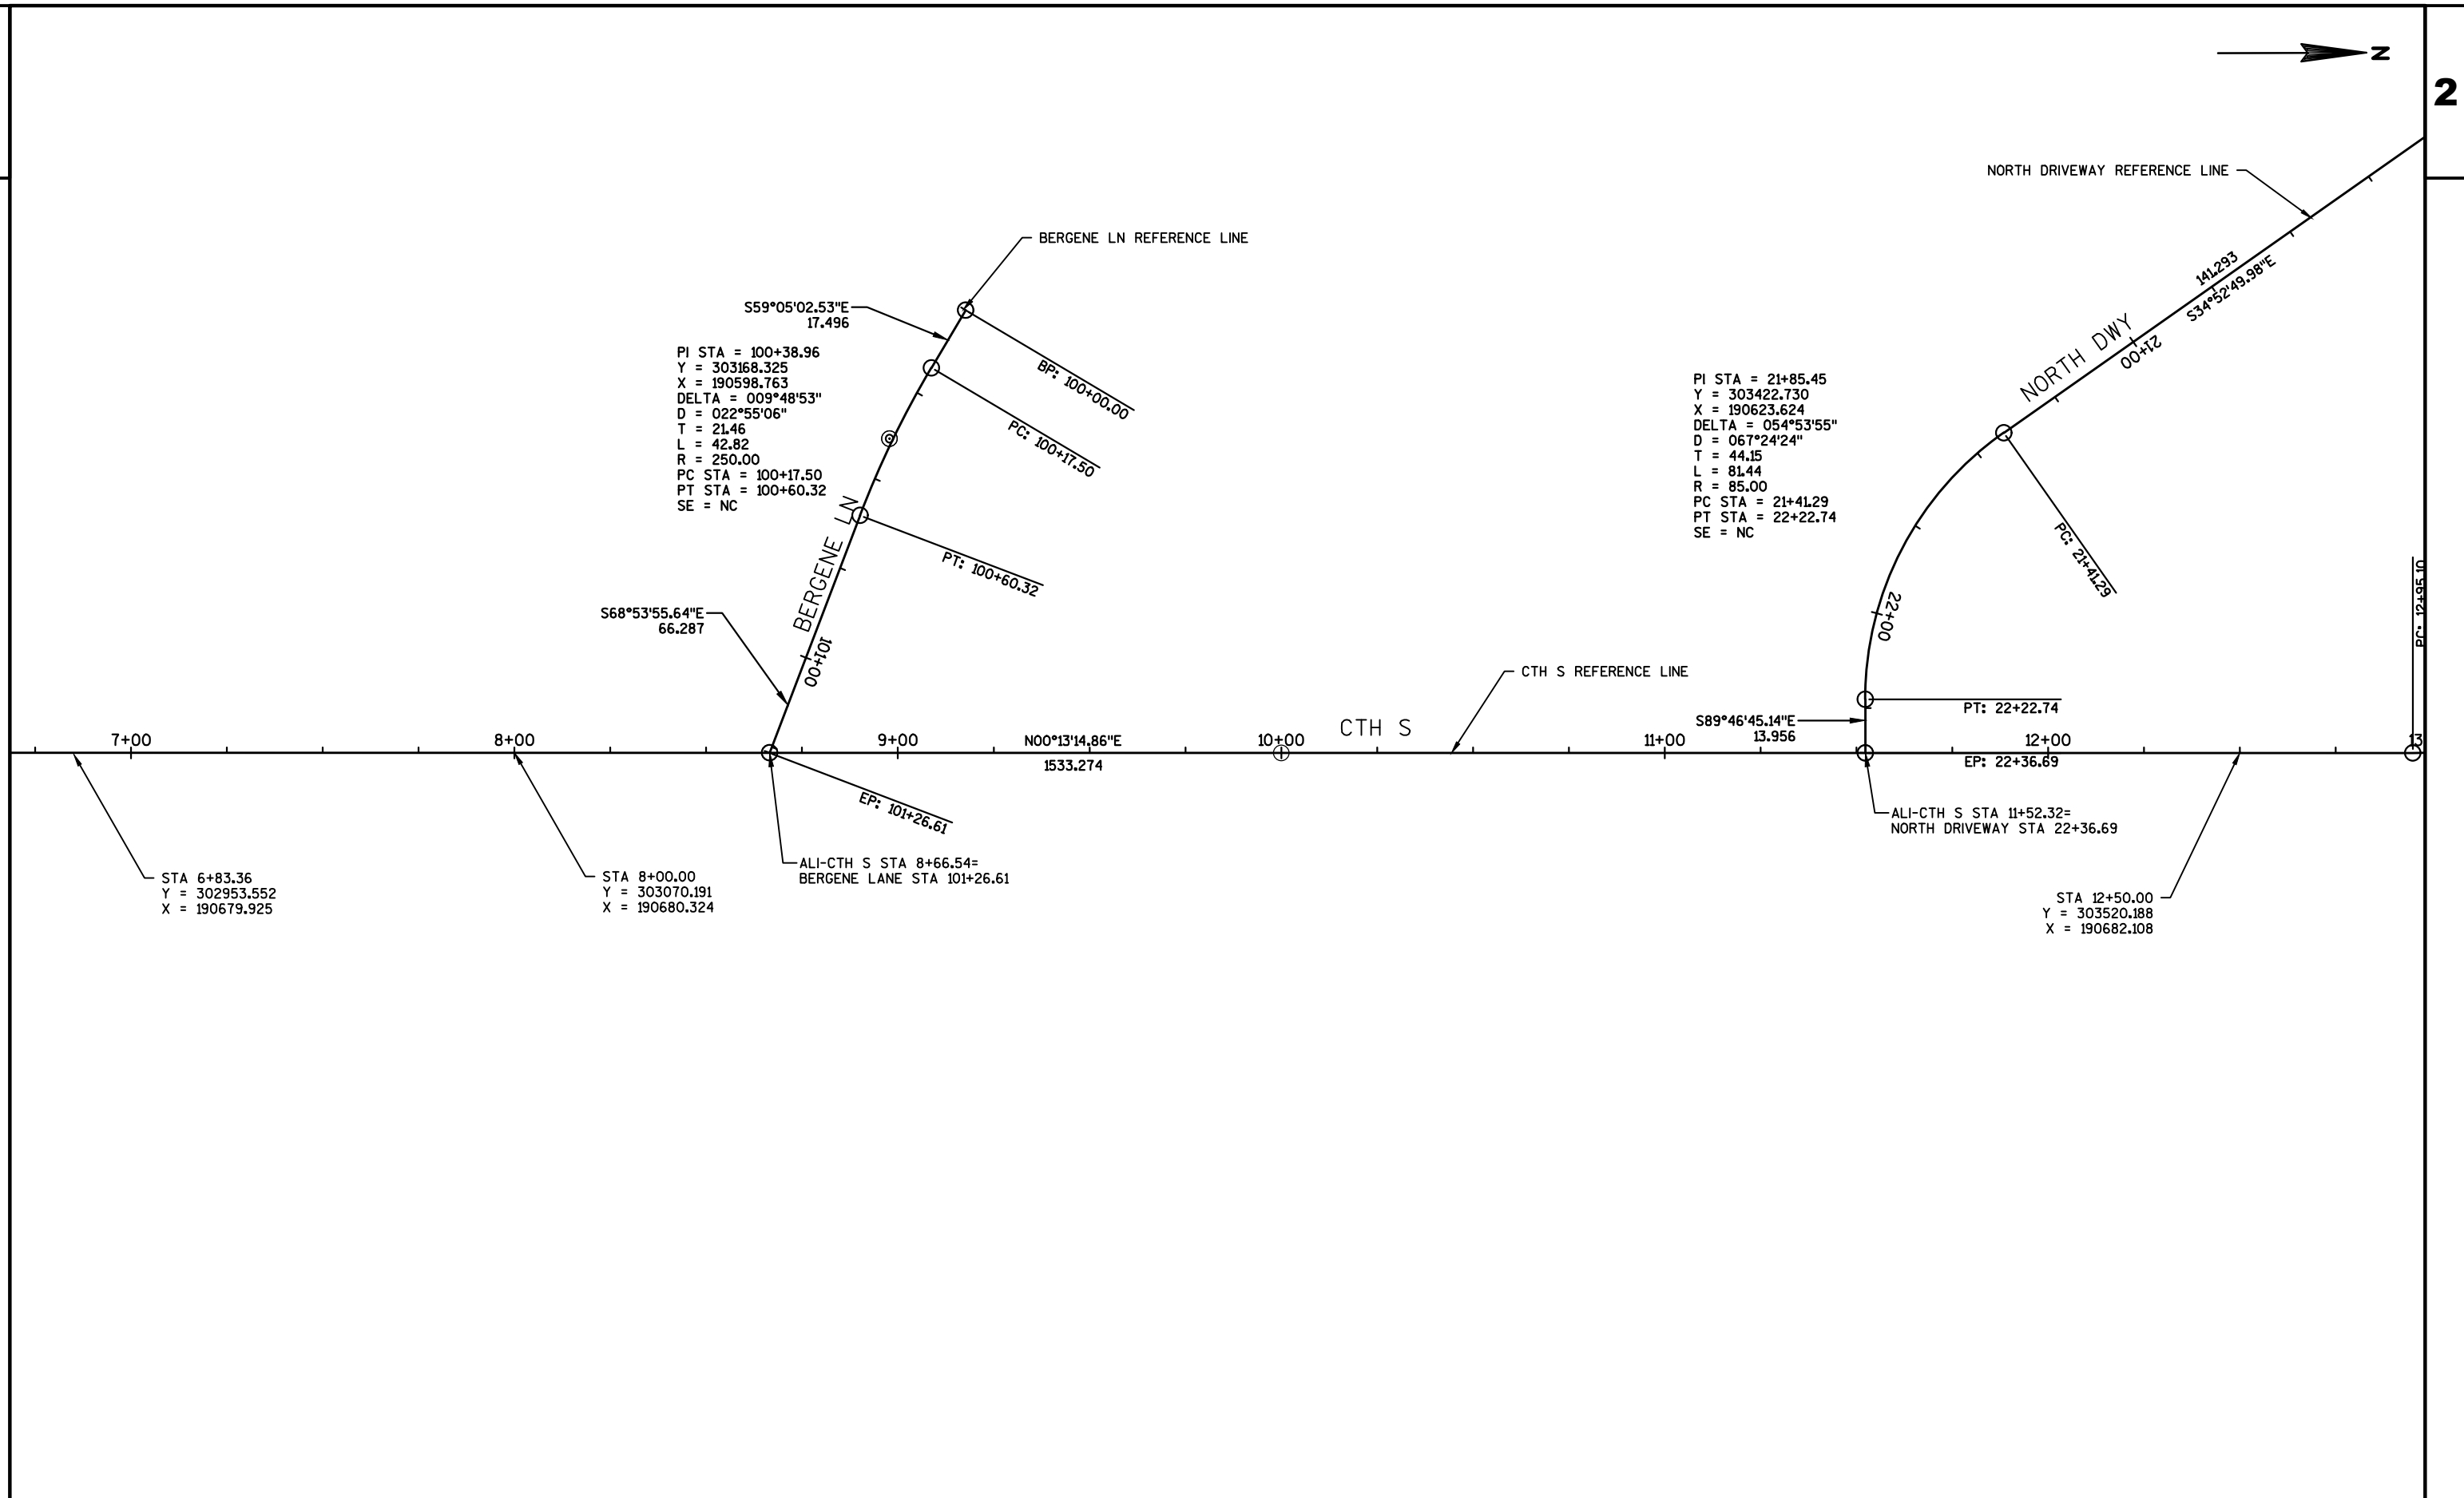 N
2
NORTH DRIVEWAY REFERENCE LINE
BERGENE LN REFERENCE LINE
141.293
S34°52'49.98"E
S59°05'02.53"E
17.496
NORTH DWY
21+00
PI STA = 100+38.96
Y = 303168.325
X = 190598.763
DELTA = 009°48'53"
D = 022°55'06"
T = 21.46
L = 42.82
R = 250.00
PC STA = 100+17.50
PT STA = 100+60.32
SE = NC
BP: 100+00.00
PC: 100+17.50
PT: 100+60.32
PI STA = 21+85.45
Y = 303422.730
X = 190623.624
DELTA = 054°53'55"
D = 067°24'24"
T = 44.15
L = 81.44
R = 85.00
PC STA = 21+41.29
PT STA = 22+22.74
SE = NC
PC: 21+41.29
PC: 12+95.10
BERGENE LN
S68°53'55.64"E
66.287
101+00
22+00
CTH S REFERENCE LINE
PT: 22+22.74
S89°46'45.14"E
13.956
CTH S
7+00
8+00
9+00
N00°13'14.86"E
1533.274
10+00
11+00
12+00
13
EP: 22+36.69
EP: 101+26.61
ALI-CTH S STA 11+52.32=
NORTH DRIVEWAY STA 22+36.69
ALI-CTH S STA 8+66.54=
BERGENE LANE STA 101+26.61
STA 6+83.36
Y = 302953.552
X = 190679.925
STA 8+00.00
Y = 303070.191
X = 190680.324
STA 12+50.00
Y = 303520.188
X = 190682.108